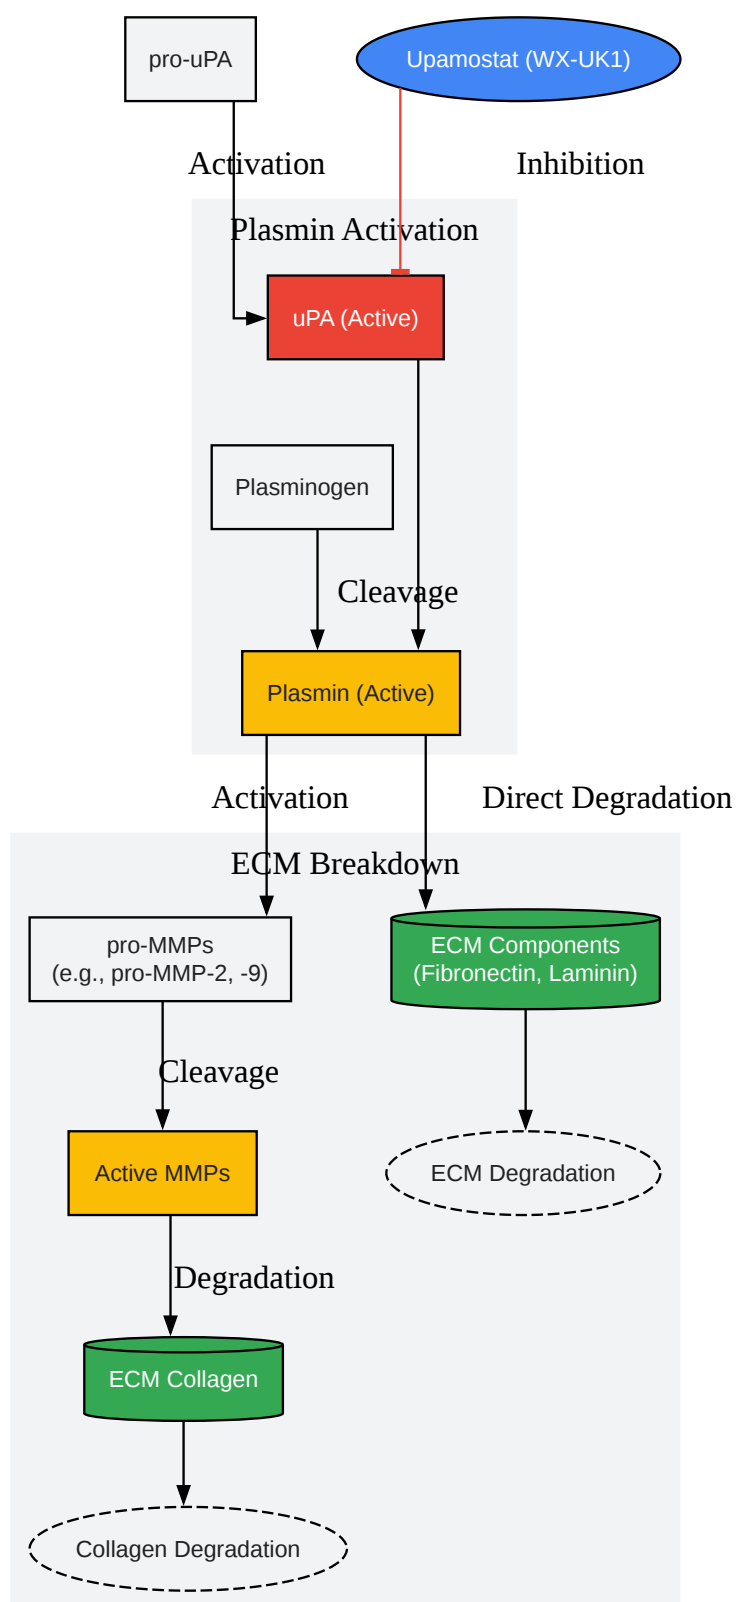 pro-uPA
Upamostat (WX-UK1)
Activation
Inhibition
Plasmin Activation
uPA (Active)
Plasminogen
Cleavage
Plasmin (Active)
Activation
Direct Degradation
ECM Breakdown
pro-MMPs
(e.g., pro-MMP-2, -9)
ECM Components
(Fibronectin, Laminin)
Cleavage
Active MMPs
ECM Degradation
Degradation
ECM Collagen
Collagen Degradation